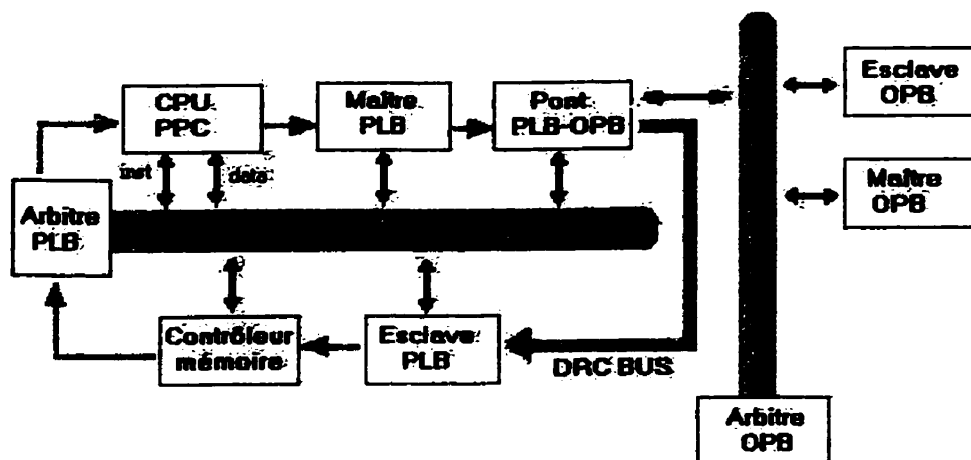 CPU
PPC
Maître
PLB
Pont
PLB-OPB
Esclave
OPB
inst
data
Maître
OPB
Arbitre
PLB
Contrôleur
mémoire
Esclave
PLB
DRC BUS
Arbitre
OPB